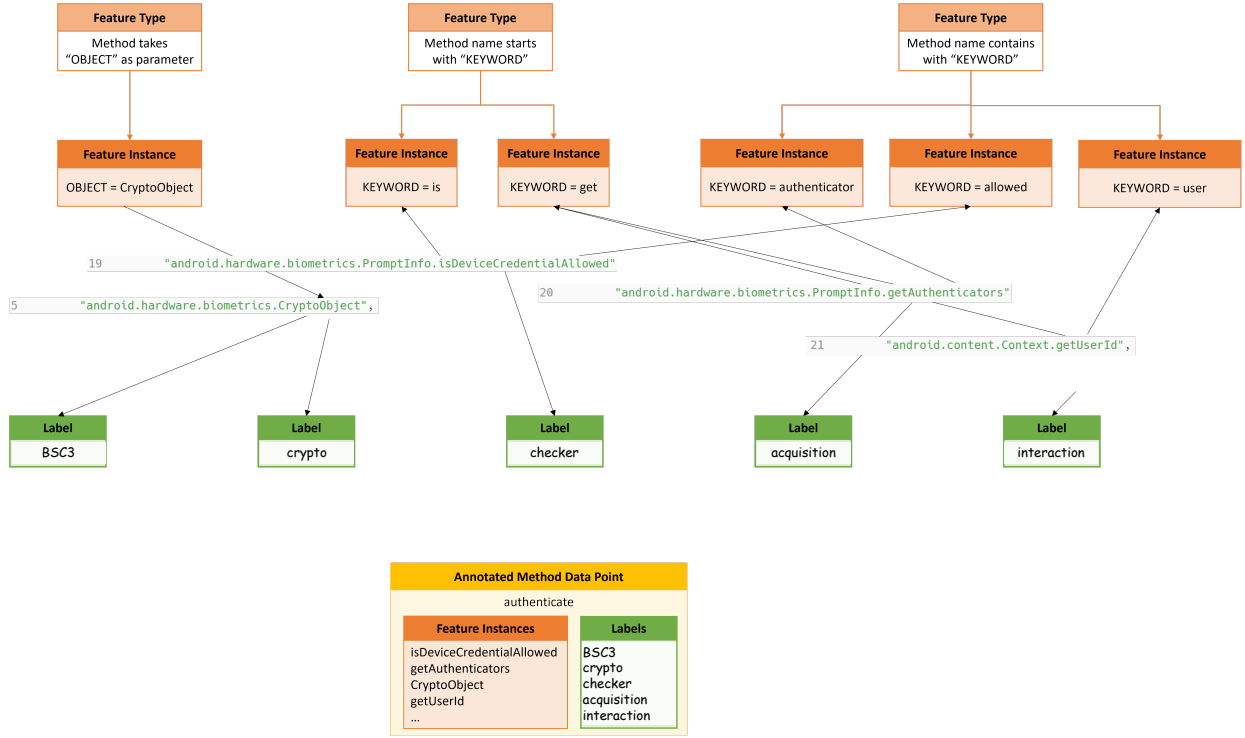 Feature Type
Method takes
“OBJECT” as parameter
Feature Type
Method name starts
with “KEYWORD”
Feature Type
Method name contains
with “KEYWORD”
Feature Instance
OBJECT = CryptoObject
Feature Instance
KEYWORD = is
Feature Instance
KEYWORD = get
Feature Instance
KEYWORD = authenticator
Feature Instance
KEYWORD = allowed
Feature Instance
KEYWORD = user
19 "android.hardware.biometrics.PromptInfo.isDeviceCredentialAllowed"
20 "android.hardware.biometrics.PromptInfo.getAuthenticators"
5 "android.hardware.biometrics.CryptoObject",
21 "android.content.Context.getUserId",
Label
BSC3
Label
crypto
Label
checker
Label
acquisition
Label
interaction
Annotated Method Data Point
authenticate
Feature Instances
isDeviceCredentialAllowed
getAuthenticators
CryptoObject
getUserId
...
Labels
BSC3
crypto
checker
acquisition
interaction